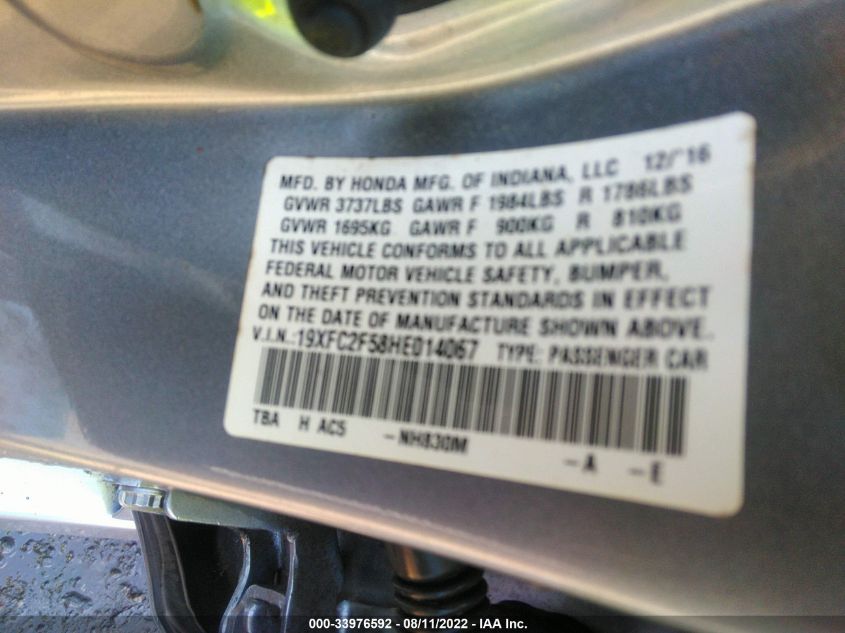 MFD. BY HONDA MFG. OF INDIANA, LLC 12/16
GVWR 3737LBS GAWR F 1984LBS R 1786LBS
GVWR 1695KG GAWR F 900KG R 810KG
THIS VEHICLE CONFORMS TO ALL APPLICABLE
FEDERAL MOTOR VEHICLE SAFETY, BUMPER,
AND THEFT PREVENTION STANDARDS IN EFFECT
ON THE DATE OF MANUFACTURE SHOWN ABOVE.
V.I.N.:19XFC2F58HE014067 TYPE: PASSENGER CAR
TBA H AC5 -NH830M -A -E
000-33976592 - 08/11/2022 - IAA Inc.